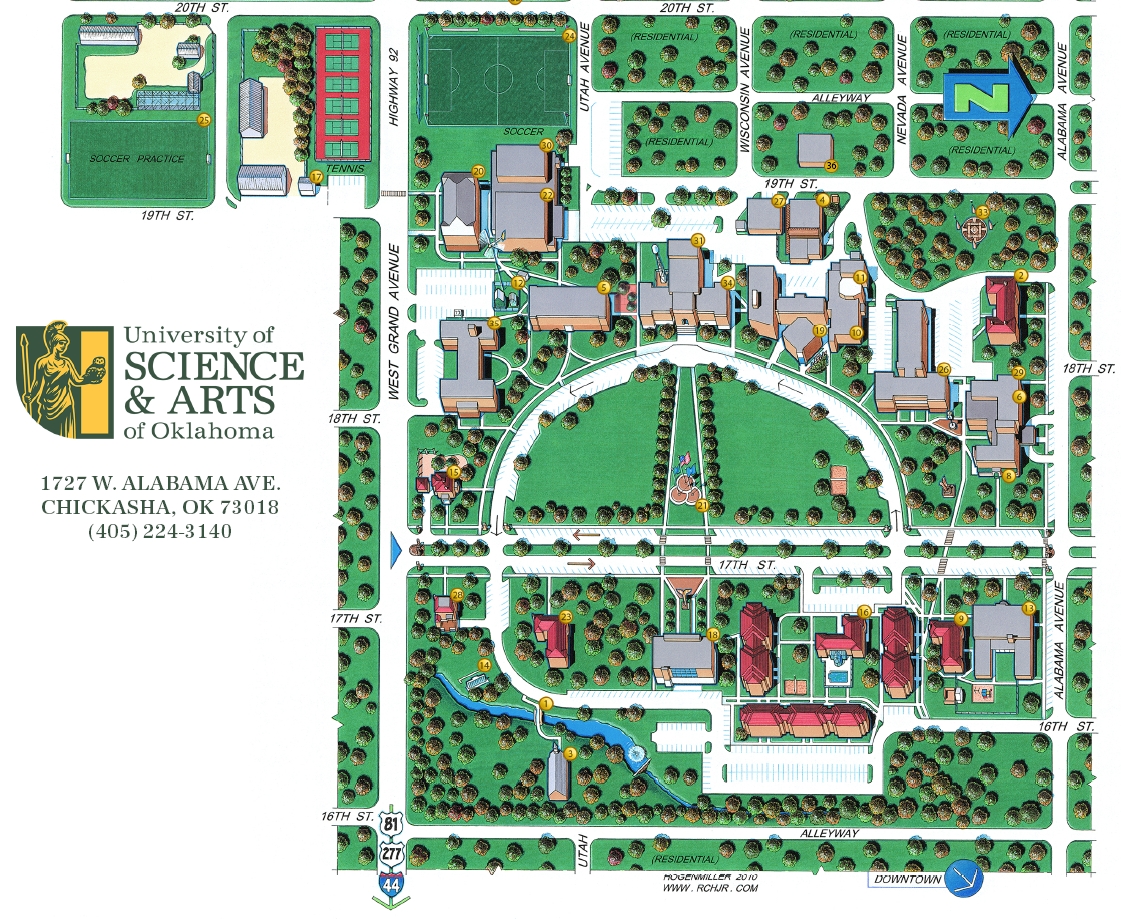 20TH ST.
20TH ST.
24
(RESIDENTIAL)
(RESIDENTIAL)
(RESIDENTIAL)
HIGHWAY 92
UTAH AVENUE
WISCONSIN AVENUE
NEVADA AVENUE
ALABAMA AVENUE
N
ALLEYWAY
25
SOCCER PRACTICE
SOCCER
(RESIDENTIAL)
(RESIDENTIAL)
30
36
TENNIS
17
20
22
19TH ST.
27
4
33
19TH ST.
31
WEST GRAND AVENUE
12
5
34
11
2
35
19
10
University of
SCIENCE
& ARTS
of Oklahoma
18TH ST.
26
29
6
18TH ST.
1727 W. ALABAMA AVE.
CHICKASHA, OK 73018
(405) 224-3140
15
8
21
17TH ST.
28
23
18
16
9
13
17TH ST.
ALABAMA AVENUE
14
1
16TH ST.
3
16TH ST.
81
ALLEYWAY
277
UTAH
(RESIDENTIAL)
44
ROGENMILLER 2010
WWW.RCHJR.COM
DOWNTOWN